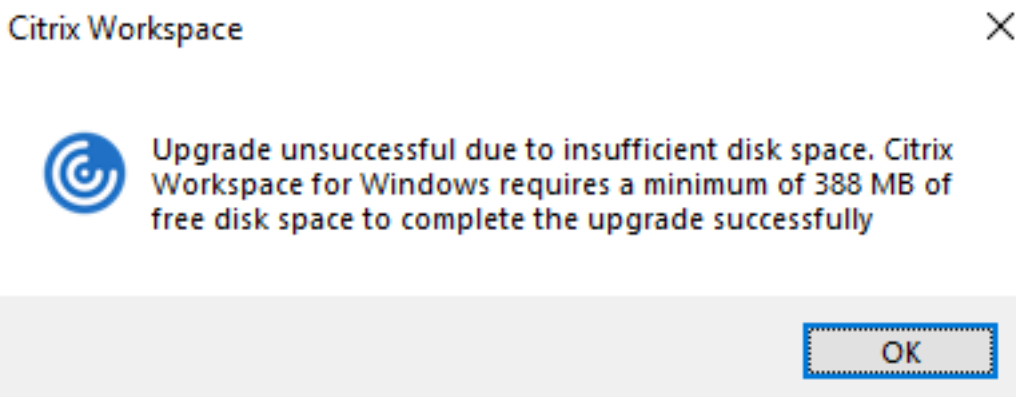 Citrix Workspace
Upgrade unsuccessful due to insufficient disk space. Citrix
Workspace for Windows requires a minimum of 388 MB of
free disk space to complete the upgrade successfully
OK